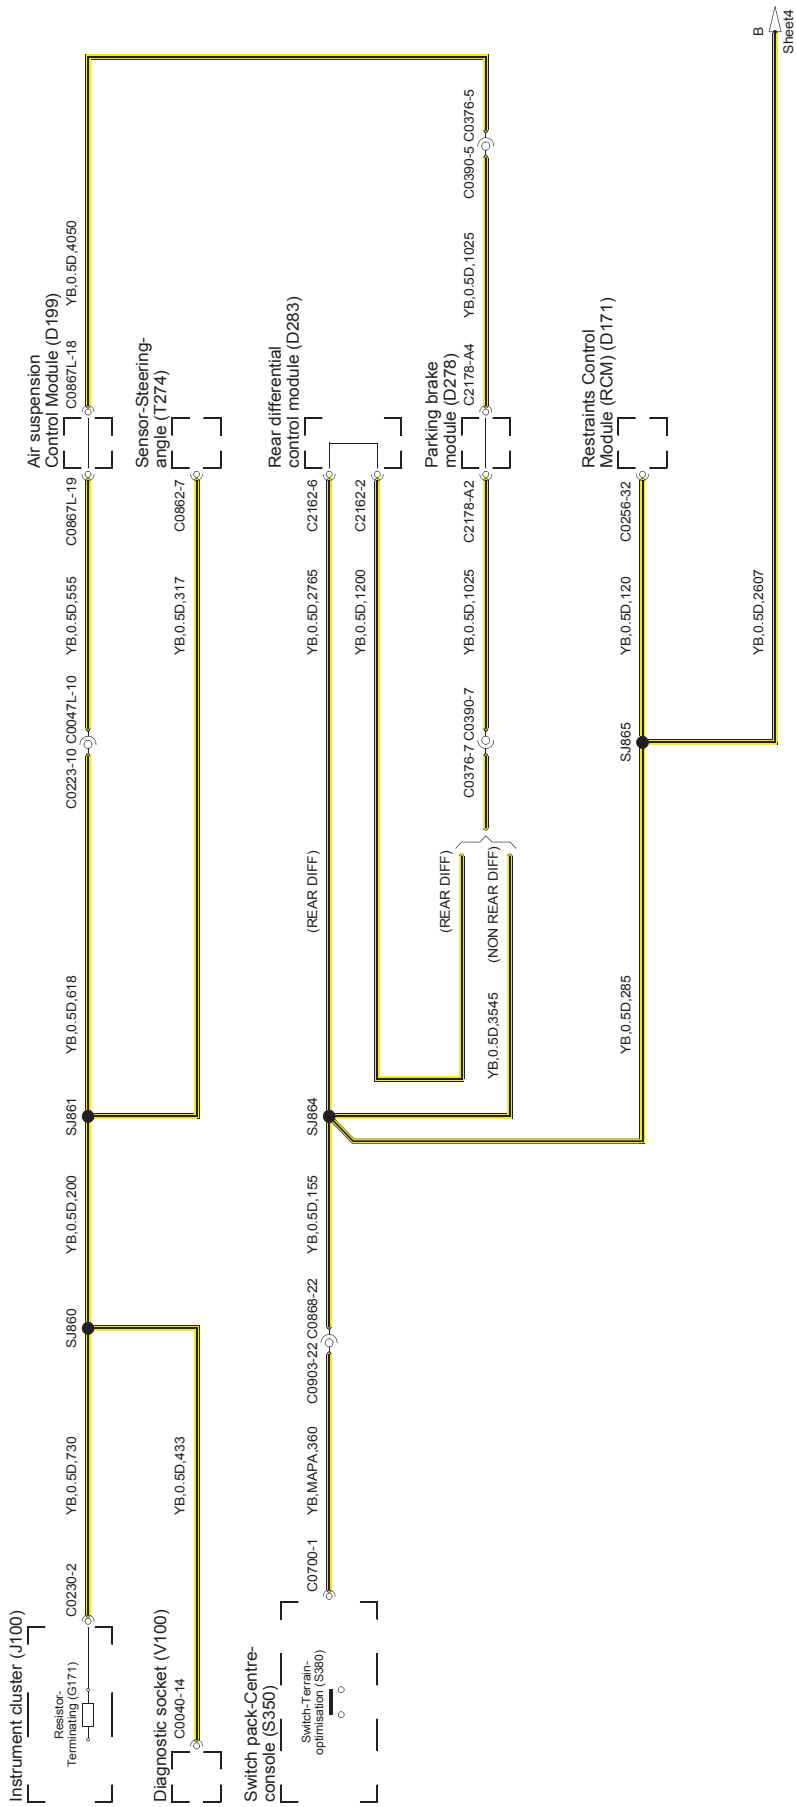 Instrument cluster (J100)
Resistor-
Terminating (G171)
C0230-2
YB,0.5D,730
SJ860
YB,0.5D,200
SJ861
YB,0.5D,618
C0223-10
C0047L-10
YB,0.5D,555
C0867L-19
Air suspension
Control Module (D199)
C0867L-18
YB,0.5D,4050
Diagnostic socket (V100)
C0040-14
YB,0.5D,433
YB,0.5D,317
C0862-7
Sensor-Steering-
angle (T274)
Switch pack-Centre-
console (S350)
Switch-Terrain-
optimisation (S380)
C0700-1
YB,MAPA,360
C0903-22
C0868-22
YB,0.5D,155
SJ864
(REAR DIFF)
YB,0.5D,2765
C2162-6
Rear differential
control module (D283)
YB,0.5D,1200
C2162-2
(REAR DIFF)
YB,0.5D,3545
(NON REAR DIFF)
C0376-7
C0390-7
YB,0.5D,1025
C2178-A2
Parking brake
module (D278)
C2178-A4
YB,0.5D,1025
C0390-5
C0376-5
YB,0.5D,285
SJ865
YB,0.5D,120
C0256-32
Restraints Control
Module (RCM) (D171)
YB,0.5D,2607
B
Sheet4